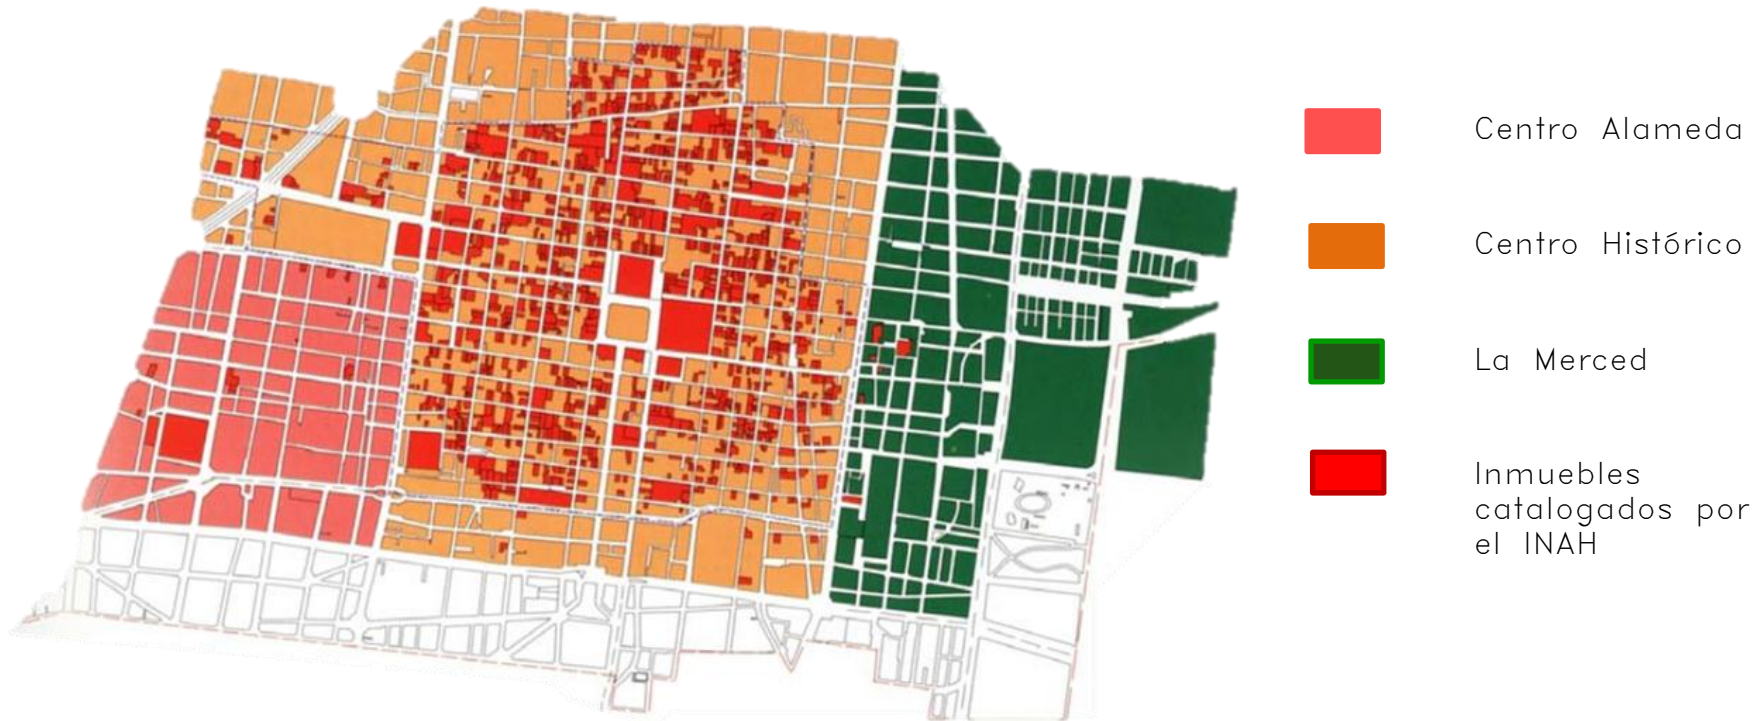 Centro Alameda
Centro Histórico
La Merced
Inmuebles
catalogados por
el INAH